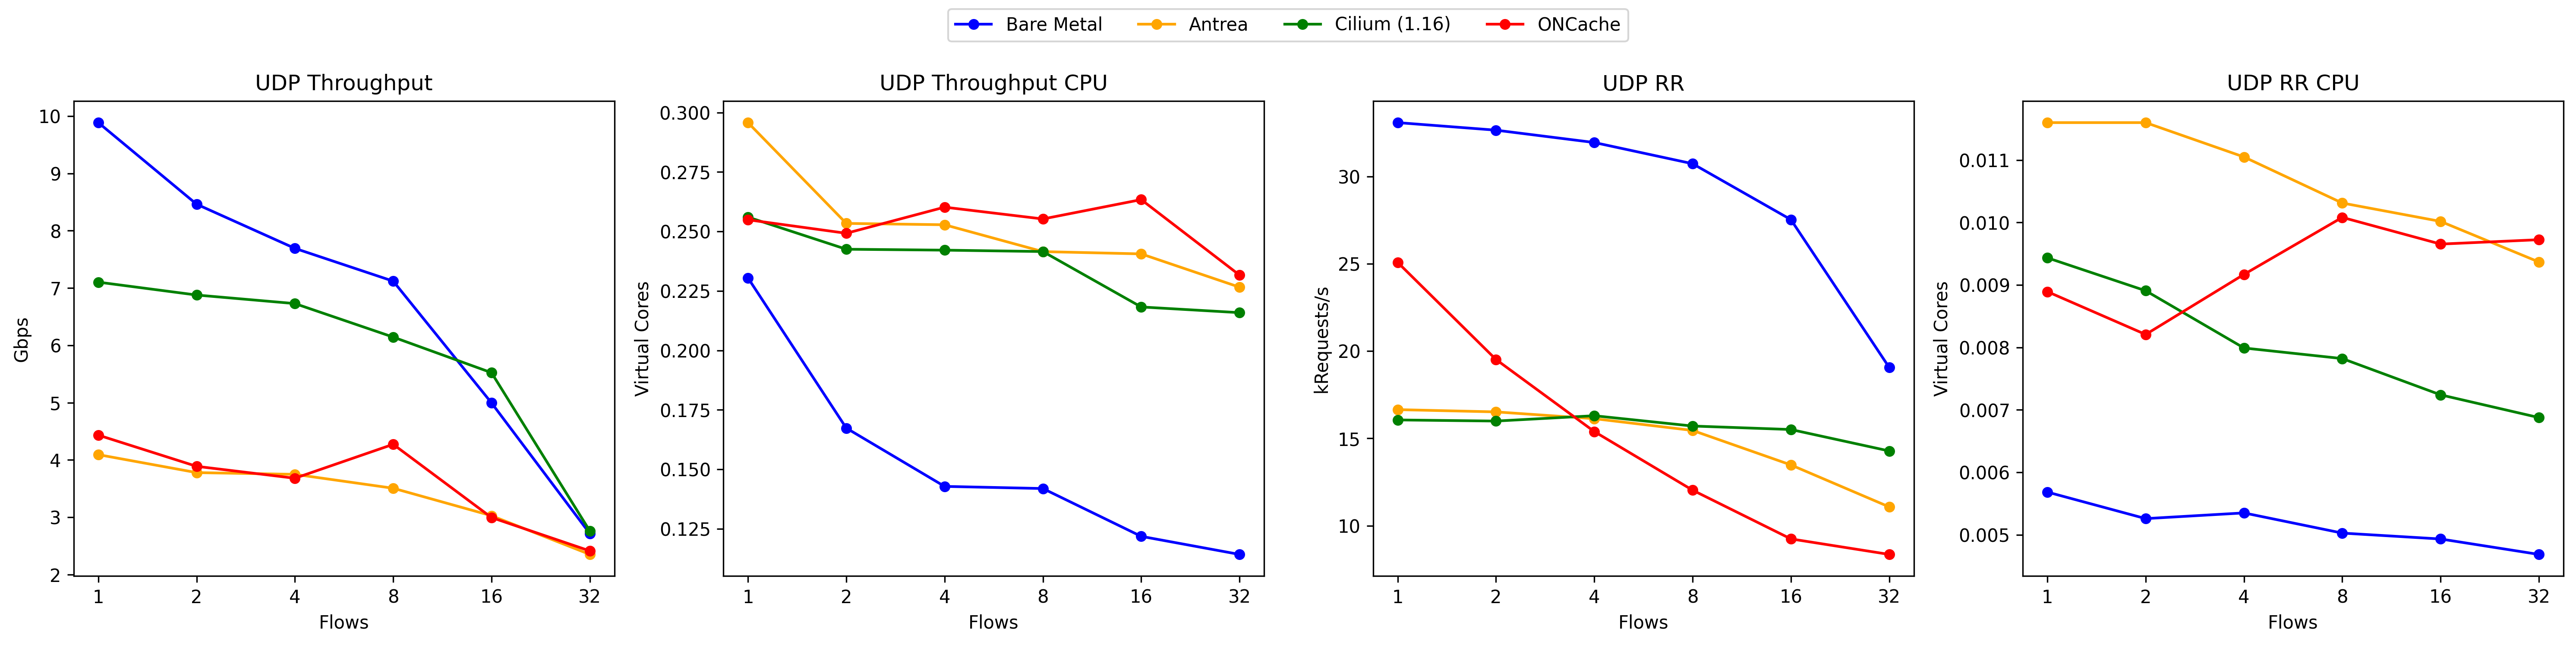 Bare Metal Antrea Cilium (1.16) ONCache
UDP Throughput
10
9
8
7
6
5
4
3
2
Gbps
1 2 4 8 16 32
Flows
UDP Throughput CPU
0.300
0.275
0.250
0.225
0.200
0.175
0.150
0.125
Virtual Cores
1 2 4 8 16 32
Flows
UDP RR
30
25
20
15
10
kRequests/s
1 2 4 8 16 32
Flows
UDP RR CPU
0.011
0.010
0.009
0.008
0.007
0.006
0.005
Virtual Cores
1 2 4 8 16 32
Flows